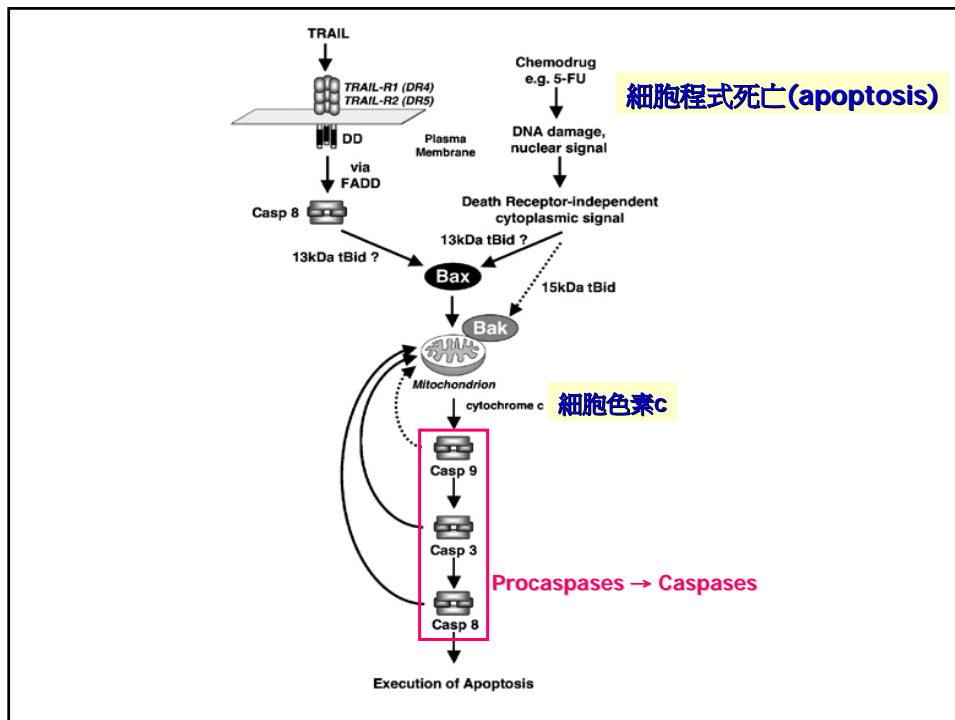 TRAIL
TRAIL-R1 (DR4)
TRAIL-R2 (DR5)
DD
Plasma
Membrane
via
FADD
Casp 8
13kDa tBid ?
Chemodrug
e.g. 5-FU
細胞程式死亡(apoptosis)
DNA damage,
nuclear signal
Death Receptor-independent
cytoplasmic signal
13kDa tBid ?
15kDa tBid
Bax
Bak
Mitochondrion
cytochrome c
細胞色素c
Casp 9
Casp 3
Procaspases → Caspases
Casp 8
Execution of Apoptosis